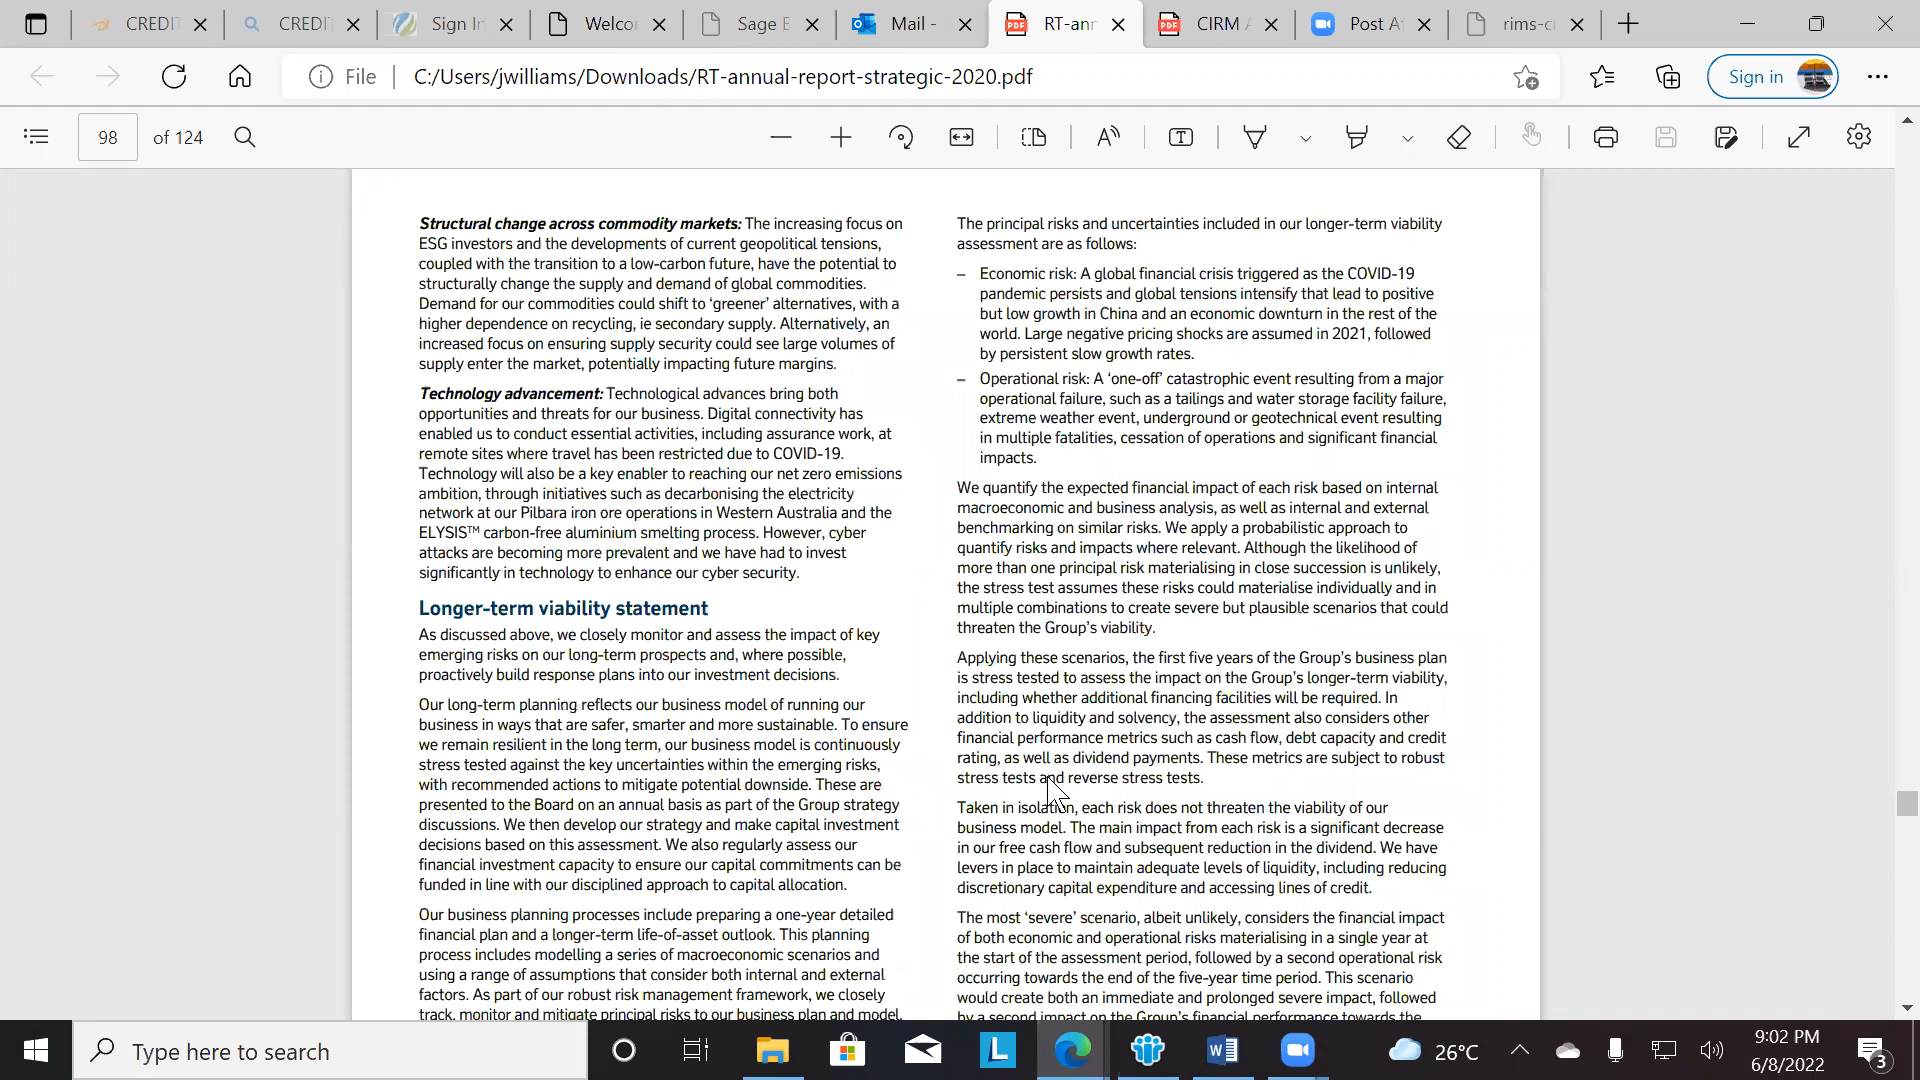 CREDIT
CREDIT
Sign In
Welco
Sage E
Mail -
RT-ann
CIRM A
Post A
rims-c
File
C:/Users/jwilliams/Downloads/RT-annual-report-strategic-2020.pdf
Sign in
98
of 124
Structural change across commodity markets: The increasing focus on
ESG investors and the developments of current geopolitical tensions,
coupled with the transition to a low-carbon future, have the potential to
structurally change the supply and demand of global commodities.
Demand for our commodities could shift to ‘greener’ alternatives, with a
higher dependence on recycling, ie secondary supply. Alternatively, an
increased focus on ensuring supply security could see large volumes of
supply enter the market, potentially impacting future margins.
Technology advancement: Technological advances bring both
opportunities and threats for our business. Digital connectivity has
enabled us to conduct essential activities, including assurance work, at
remote sites where travel has been restricted due to COVID-19.
Technology will also be a key enabler to reaching our net zero emissions
ambition, through initiatives such as decarbonising the electricity
network at our Pilbara iron ore operations in Western Australia and the
ELYSIS™ carbon-free aluminium smelting process. However, cyber
attacks are becoming more prevalent and we have had to invest
significantly in technology to enhance our cyber security.
Longer-term viability statement
As discussed above, we closely monitor and assess the impact of key
emerging risks on our long-term prospects and, where possible,
proactively build response plans into our investment decisions.
Our long-term planning reflects our business model of running our
business in ways that are safer, smarter and more sustainable. To ensure
we remain resilient in the long term, our business model is continuously
stress tested against the key uncertainties within the emerging risks,
with recommended actions to mitigate potential downside. These are
presented to the Board on an annual basis as part of the Group strategy
discussions. We then develop our strategy and make capital investment
decisions based on this assessment. We also regularly assess our
financial investment capacity to ensure our capital commitments can be
funded in line with our disciplined approach to capital allocation.
Our business planning processes include preparing a one-year detailed
financial plan and a longer-term life-of-asset outlook. This planning
process includes modelling a series of macroeconomic scenarios and
using a range of assumptions that consider both internal and external
factors. As part of our robust risk management framework, we closely
track, monitor and mitigate principal risks to our business plan and model.
The principal risks and uncertainties included in our longer-term viability
assessment are as follows:
– Economic risk: A global financial crisis triggered as the COVID-19
pandemic persists and global tensions intensify that lead to positive
but low growth in China and an economic downturn in the rest of the
world. Large negative pricing shocks are assumed in 2021, followed
by persistent slow growth rates.
– Operational risk: A ‘one-off’ catastrophic event resulting from a major
operational failure, such as a tailings and water storage facility failure,
extreme weather event, underground or geotechnical event resulting
in multiple fatalities, cessation of operations and significant financial
impacts.
We quantify the expected financial impact of each risk based on internal
macroeconomic and business analysis, as well as internal and external
benchmarking on similar risks. We apply a probabilistic approach to
quantify risks and impacts where relevant. Although the likelihood of
more than one principal risk materialising in close succession is unlikely,
the stress test assumes these risks could materialise individually and in
multiple combinations to create severe but plausible scenarios that could
threaten the Group’s viability.
Applying these scenarios, the first five years of the Group’s business plan
is stress tested to assess the impact on the Group’s longer-term viability,
including whether additional financing facilities will be required. In
addition to liquidity and solvency, the assessment also considers other
financial performance metrics such as cash flow, debt capacity and credit
rating, as well as dividend payments. These metrics are subject to robust
stress tests and reverse stress tests.
Taken in isolation, each risk does not threaten the viability of our
business model. The main impact from each risk is a significant decrease
in our free cash flow and subsequent reduction in the dividend. We have
levers in place to maintain adequate levels of liquidity, including reducing
discretionary capital expenditure and accessing lines of credit.
The most ‘severe’ scenario, albeit unlikely, considers the financial impact
of both economic and operational risks materialising in a single year at
the start of the assessment period, followed by a second operational risk
occurring towards the end of the five-year time period. This scenario
would create both an immediate and prolonged severe impact, followed
by a second impact on the Group’s financial performance towards the
Type here to search
26°C
9:02 PM
6/8/2022
3